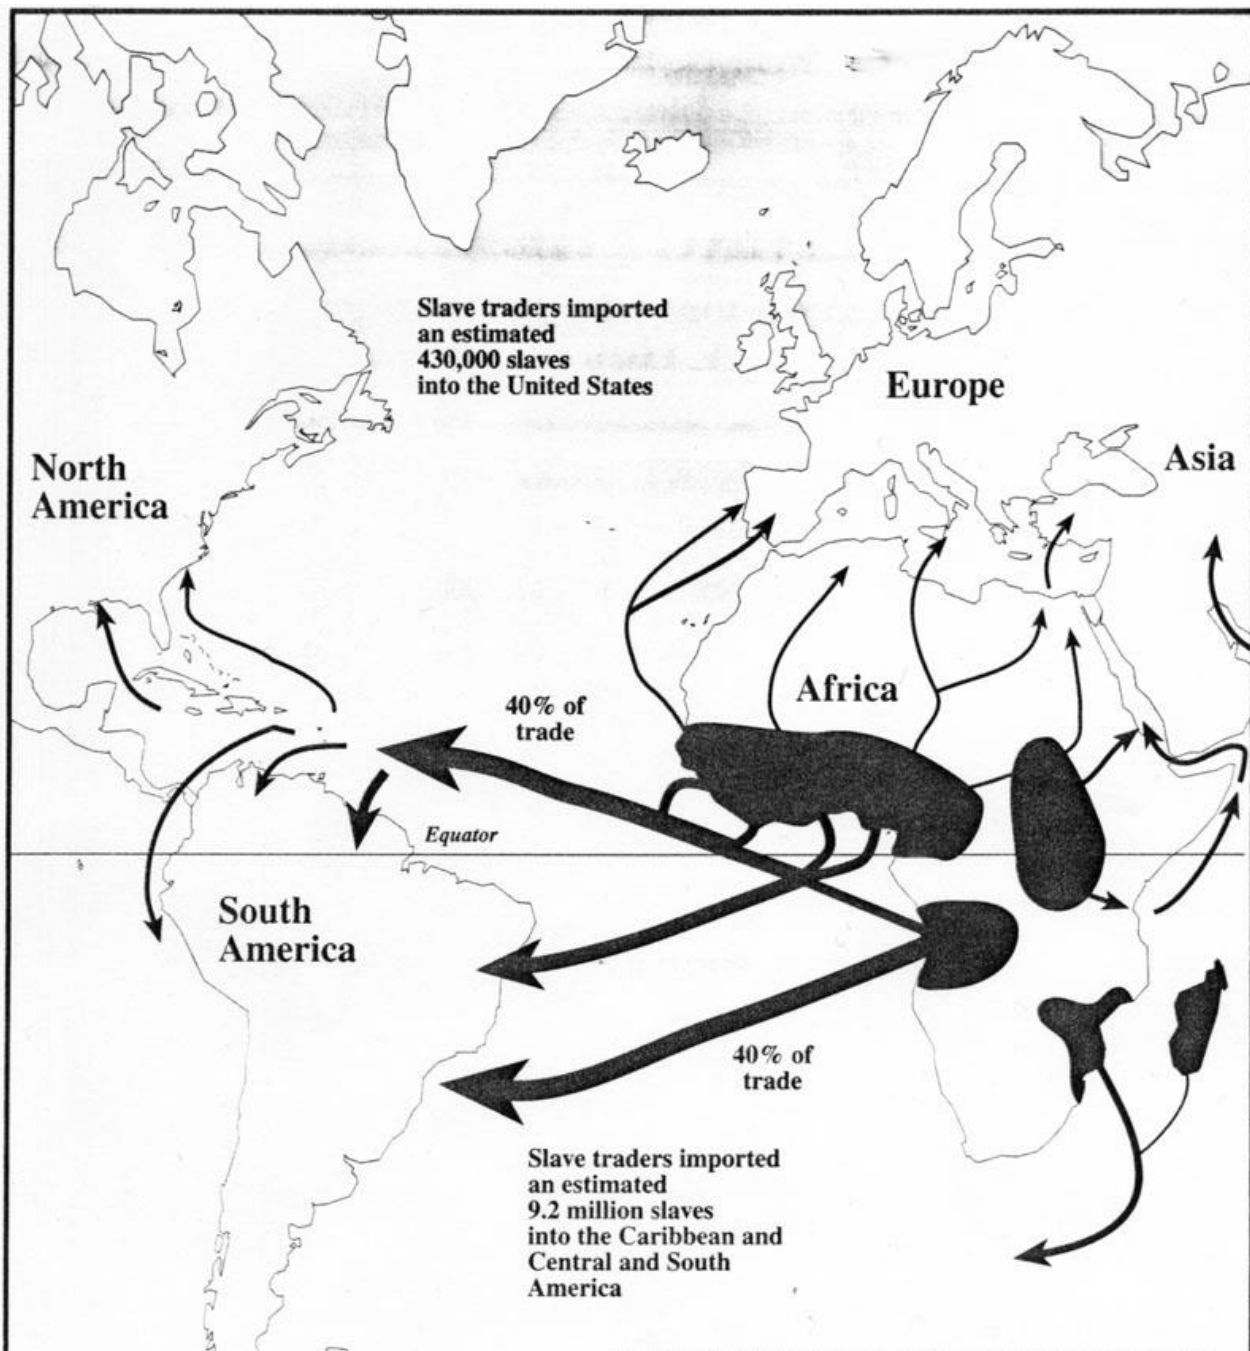 Slave traders imported
an estimated
430,000 slaves
into the United States
Europe
Asia
North
America
Africa
40% of
trade
Equator
South
America
40% of
trade
Slave traders imported
an estimated
9.2 million slaves
into the Caribbean and
Central and South
America